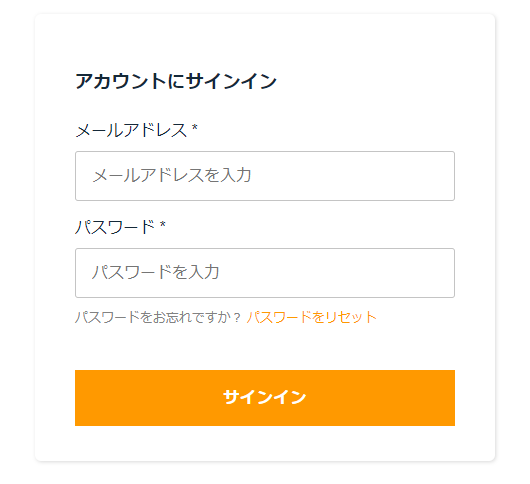 アカウントにサインイン
メールアドレス *
メールアドレスを入力
パスワード *
パスワードを入力
パスワードをお忘れですか？ パスワードをリセット
サインイン